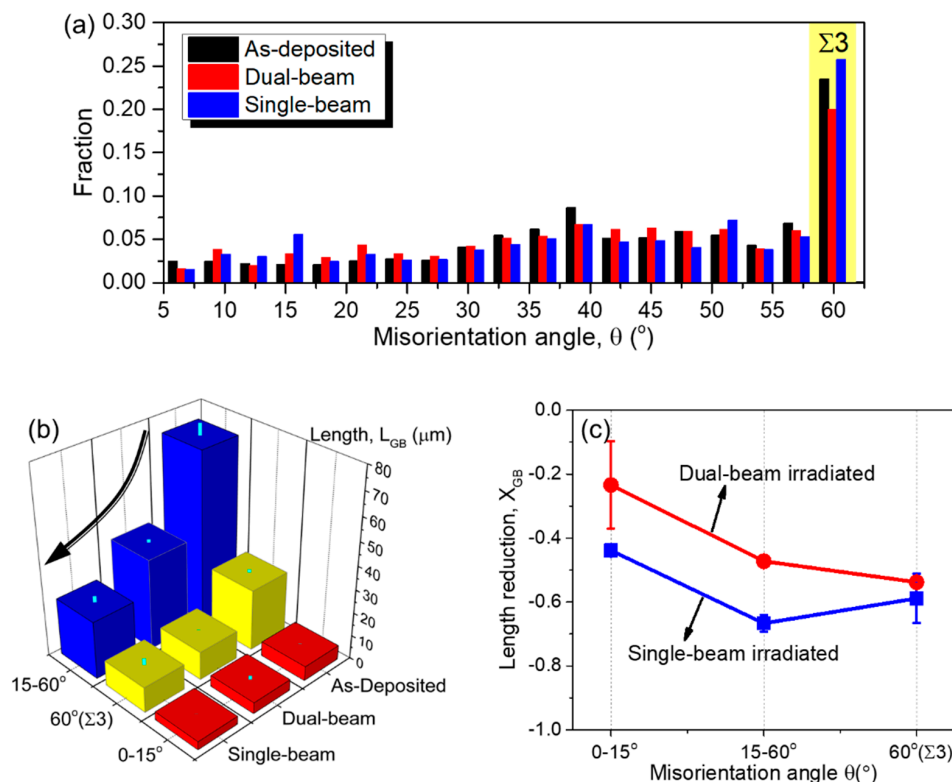 (a)
0.30
0.25
0.20
0.15
0.10
0.05
0.00
Fraction
As-deposited
Dual-beam
Single-beam
Σ3
5 10 15 20 25 30 35 40 45 50 55 60
Misorientation angle, θ (°)
(b)
Length, L_GB (μm)
80
70
60
50
40
30
20
10
0
As-Deposited
Dual-beam
Single-beam
15-60°
60°(Σ3)
0-15°
(c)
0.0
-0.2
-0.4
-0.6
-0.8
-1.0
Length reduction, X_GB
Dual-beam irradiated
Single-beam irradiated
0-15° 15-60° 60°(Σ3)
Misorientation angle θ(°)